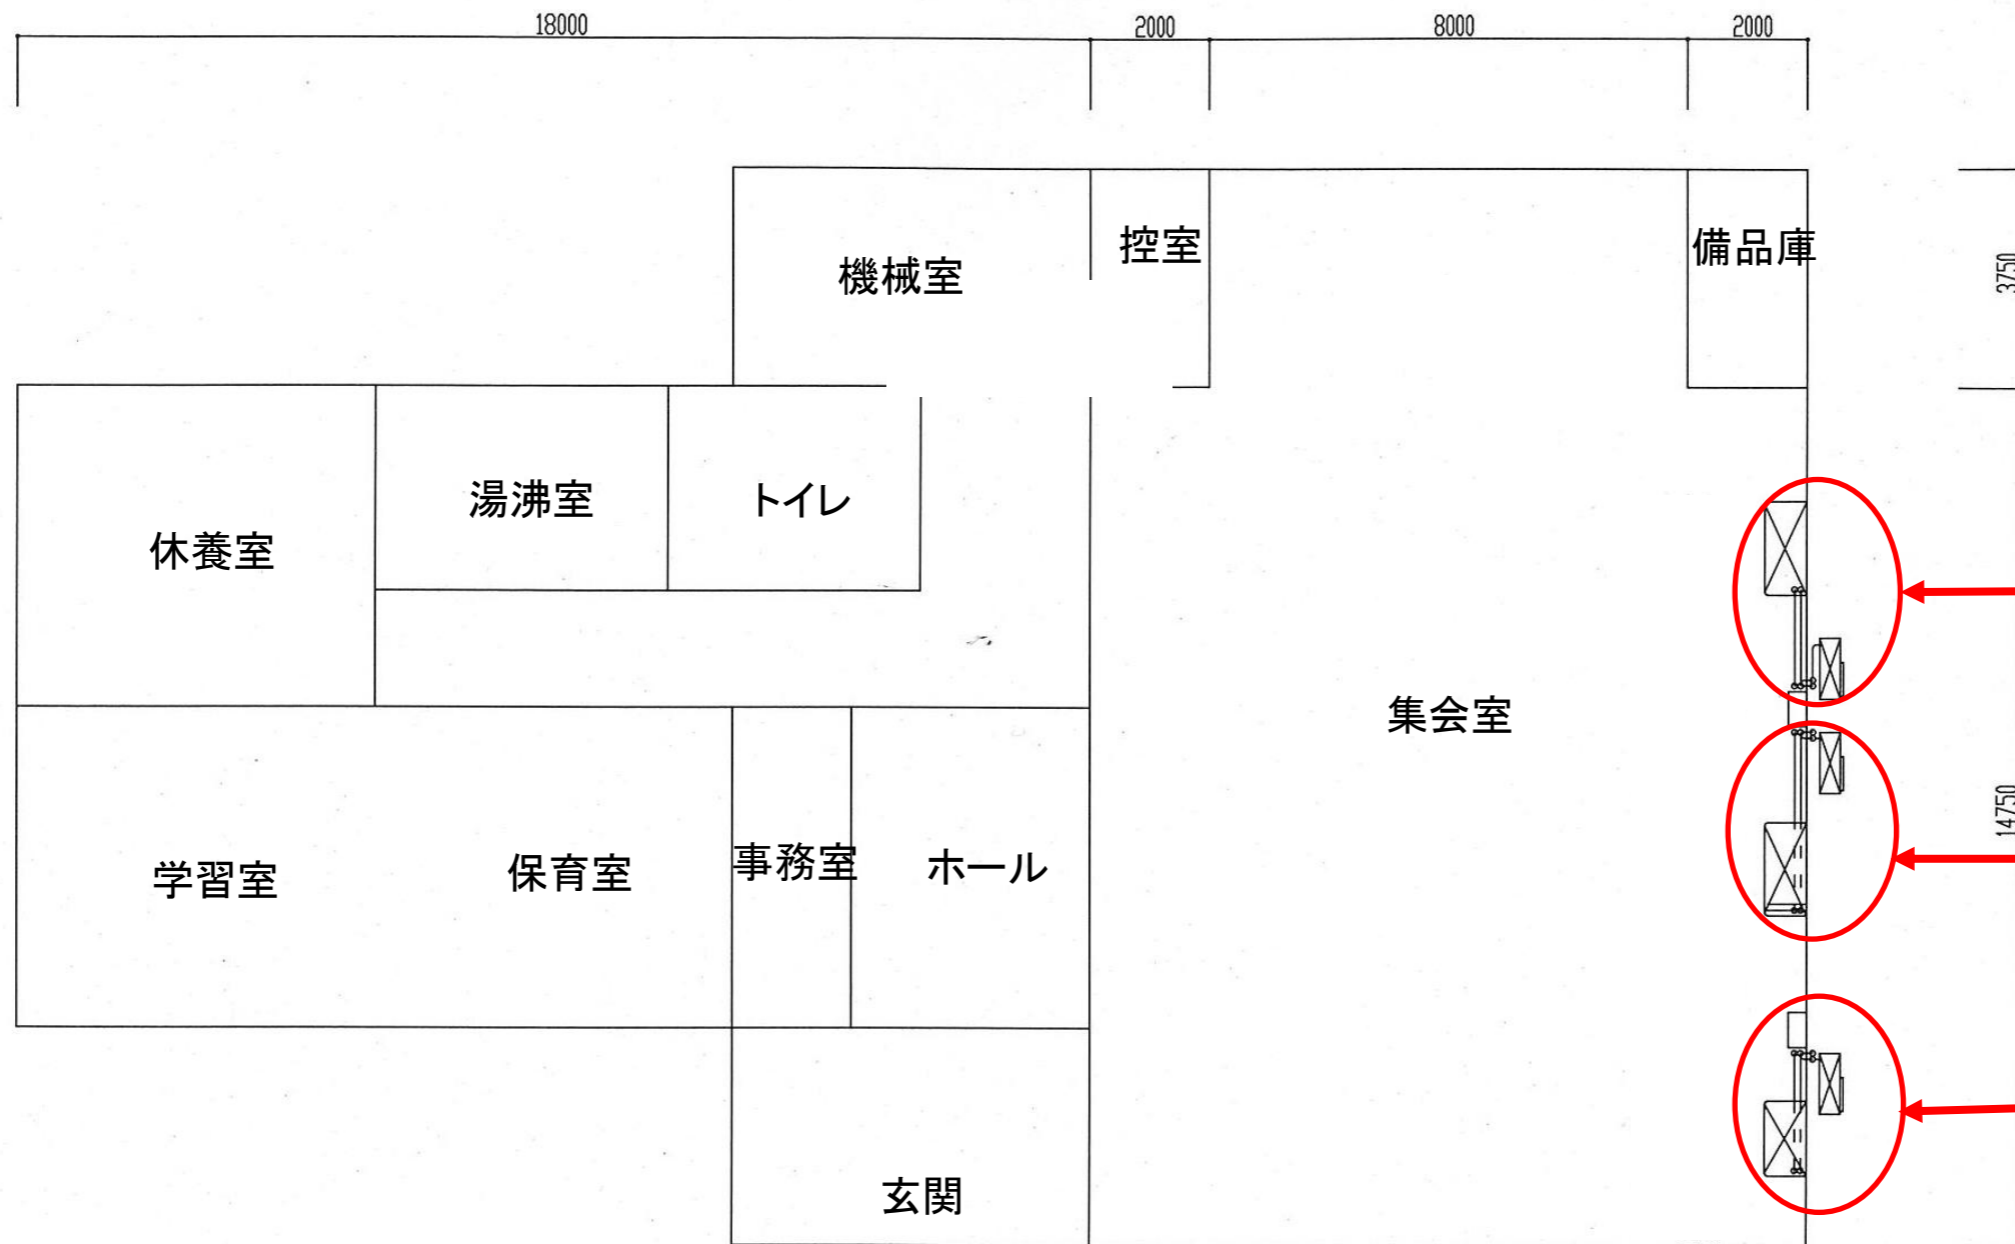 18000
2000
8000
2000
控室
備品庫
機械室
3750
湯沸室
トイレ
休養室
集会室
14750
事務室
ホール
保育室
学習室
玄関